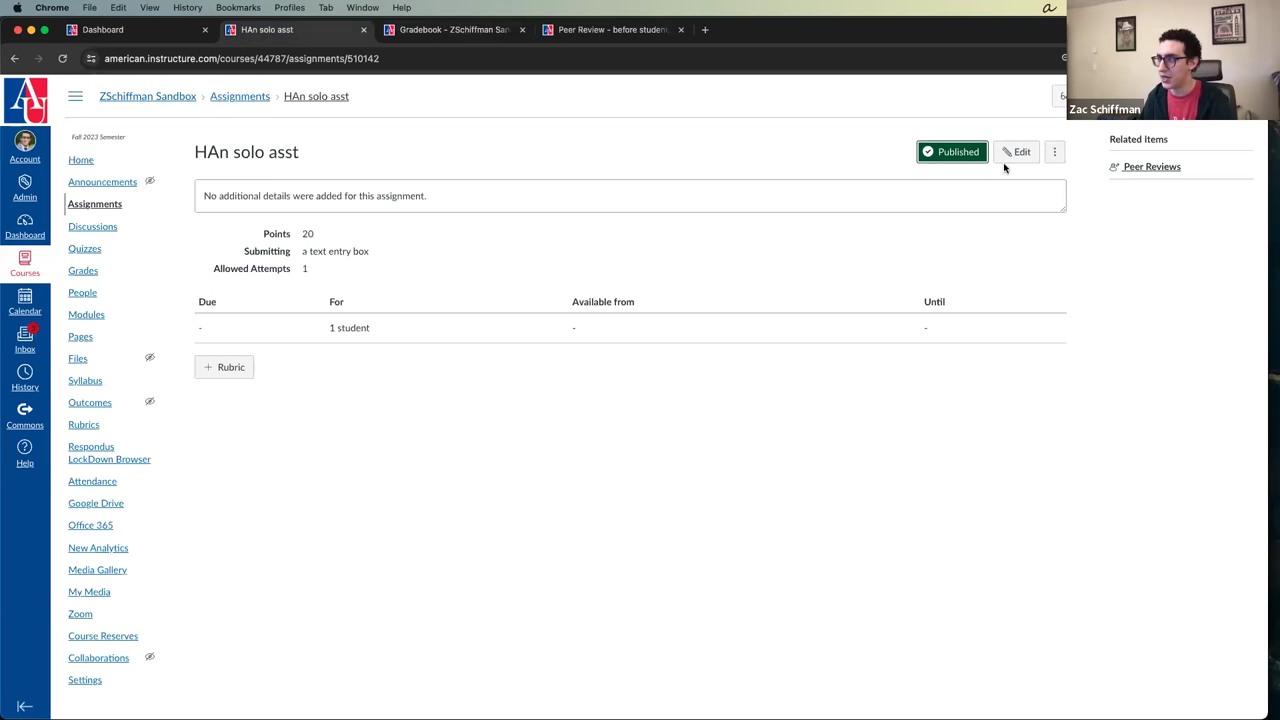 Chrome File Edit View History Bookmarks Profiles Tab Window Help
Dashboard
HAn solo asst
Gradebook - ZSchiffman San
Peer Review - before studen
american.instructure.com/courses/44787/assignments/510142
Zac Schiffman
ZSchiffman Sandbox › Assignments › HAn solo asst
Account
Admin
Dashboard
Courses
Calendar
Inbox
History
Commons
Help
Fall 2023 Semester
Home
Announcements
Assignments
Discussions
Quizzes
Grades
People
Modules
Pages
Files
Syllabus
Outcomes
Rubrics
Respondus
LockDown Browser
Attendance
Google Drive
Office 365
New Analytics
Media Gallery
My Media
Zoom
Course Reserves
Collaborations
Settings
HAn solo asst
Published
Edit
No additional details were added for this assignment.
Points 20
Submitting a text entry box
Allowed Attempts 1
Due For Available from Until
- 1 student - -
+ Rubric
Related Items
Peer Reviews